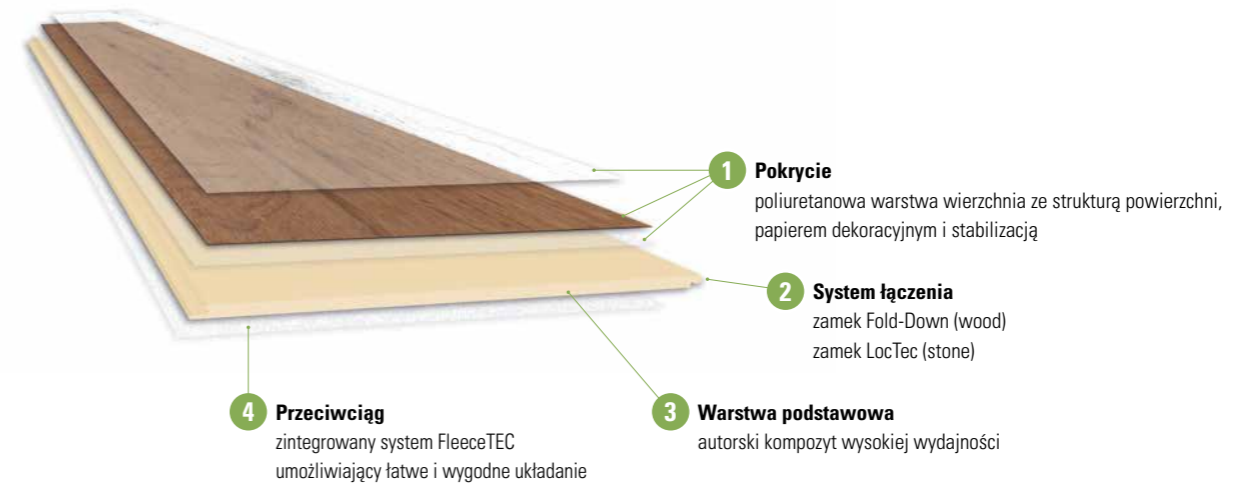 1 Pokrycie
poliuretanowa warstwa wierzchnia ze strukturą powierzchni,
papierem dekoracyjnym i stabilizacją
2 System łączenia
zamek Fold-Down (wood)
zamek LocTec (stone)
4 Przeciwciąg
zintegrowany system FleeceTEC
umożliwiający łatwe i wygodne układanie
3 Warstwa podstawowa
autorski kompozyt wysokiej wydajności